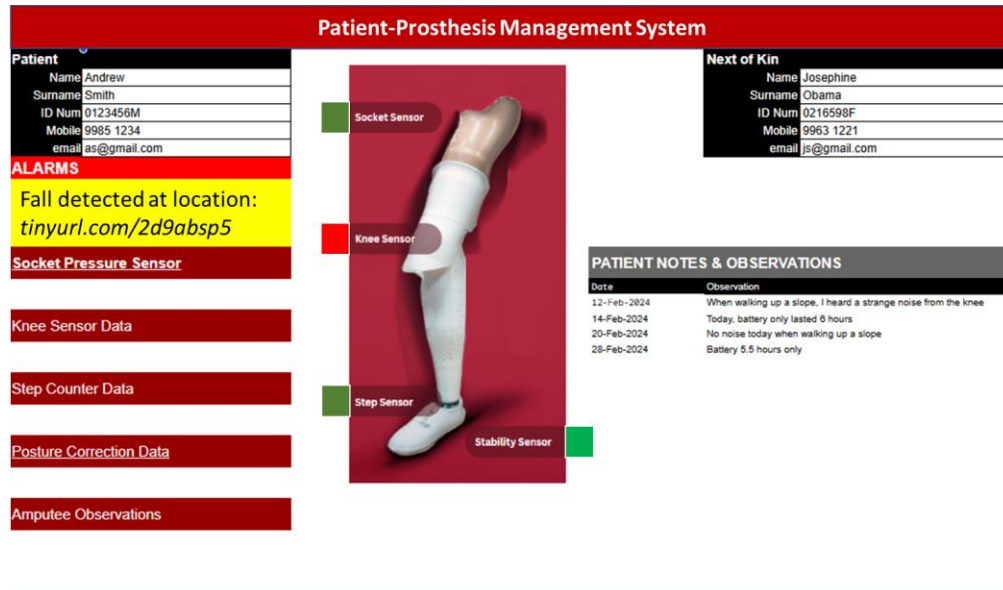 Patient-Prosthesis Management System
Patient
Name Andrew
Surname Smith
ID Num 0123456M
Mobile 9985 1234
email as@gmail.com
Next of Kin
Name Josephine
Surname Obama
ID Num 0216598F
Mobile 9963 1221
email js@gmail.com
ALARMS
Fall detected at location:
tinyurl.com/2d9absp5
Socket Pressure Sensor
Knee Sensor Data
Step Counter Data
Posture Correction Data
Amputee Observations
Socket Sensor
Knee Sensor
Step Sensor
Stability Sensor
PATIENT NOTES & OBSERVATIONS
Date Observation
12-Feb-2024 When walking up a slope, I heard a strange noise from the knee
14-Feb-2024 Today, battery only lasted 6 hours
20-Feb-2024 No noise today when walking up a slope
28-Feb-2024 Battery 5.5 hours only